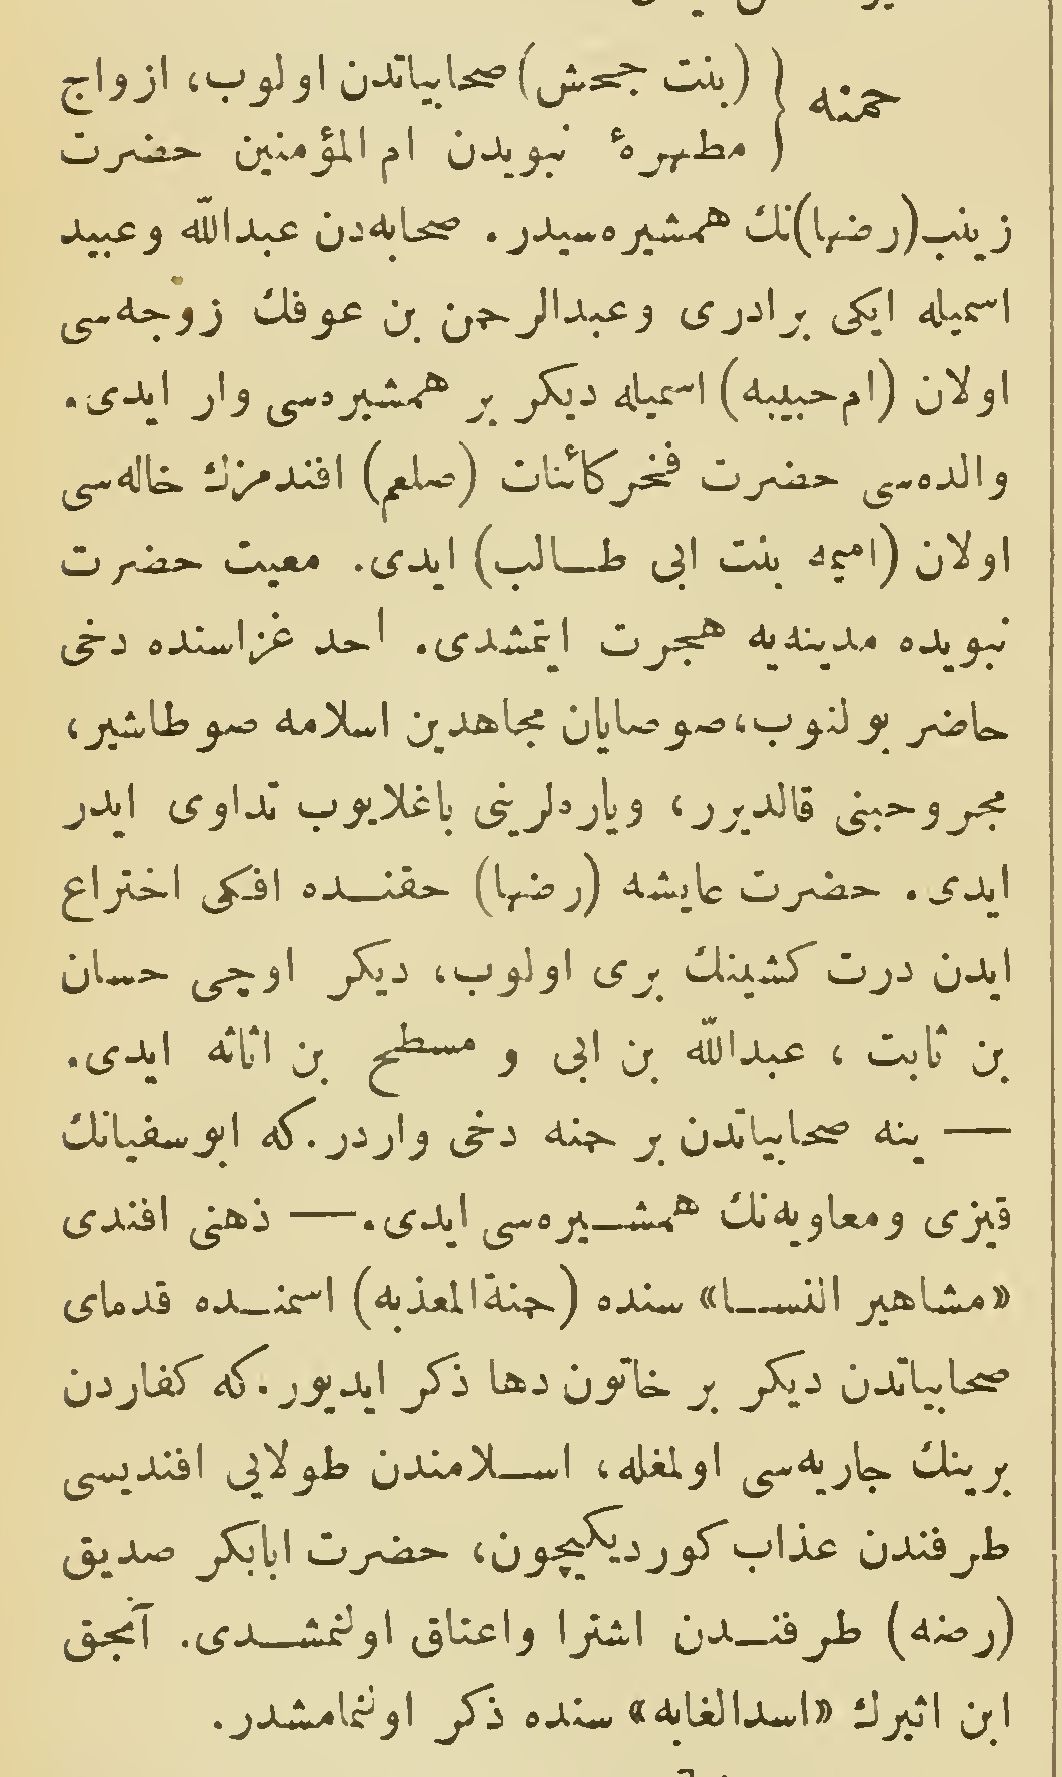 حمنه } (بنت جحش) صحابیاتدن اولوب، ازواج
مطهرهٔ نبویدن ام المؤمنین حضرت
زینب (رضها)نك همشیره‌سیدر. صحابه‌دن عبدالله وعبید
اسمیله ایکی برادری وعبدالرحمن بن عوفك زوجه‌سی
اولان (ام حبیبه) اسمیله دیکر بر همشیره‌سی وار ایدی.
والده‌سی حضرت فخرکائنات (صلعم) افندمزك خاله‌سی
اولان (امیمه بنت ابی طالب) ایدی. معیت حضرت
نبویده مدینه‌یه هجرت ایتمشدی. احد غزاسنده دخی
حاضر بولنوب، صوصایان مجاهدین اسلامه صو طاشیر،
مجروحینی قالدیرر، ویاره‌لرینی باغلایوب تداوی ایدر
ایدی. حضرت عایشه (رضها) حقنده افکی اختراع
ایدن درت کشینك بری اولوب، دیکر اوچی حسان
بن ثابت، عبدالله بن ابی و مسطح بن اثاثه ایدی.
— ینه صحابیاتدن بر حمنه دخی واردر. که ابوسفیانك
قیزی ومعاویه‌نك همشیره‌سی ایدی. — ذهنی افندی
«مشاهیر النسا» سنده (حمنةالمعذبه) اسمنده قدمای
صحابیاتدن دیکر بر خاتون دها ذکر ایدیور. که کفاردن
برینك جاریه‌سی اولمغله، اسلامندن طولایی افندیسی
طرفندن عذاب کوردیکیچون، حضرت ابابکر صدیق
(رضه) طرفندن اشترا واعتاق اولنمشدی. آنجق
ابن اثیرك «اسدالغابه» سنده ذکر اولنمامشدر.